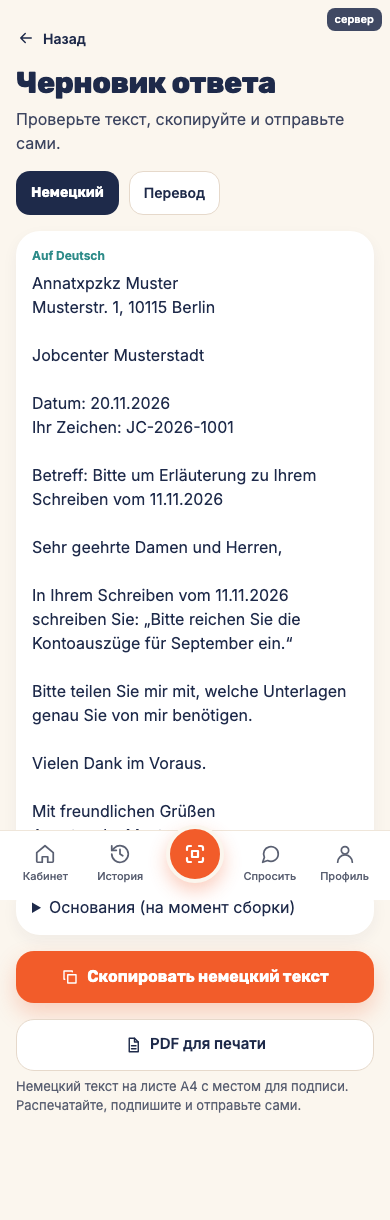 сервер
Назад
Черновик ответа
Проверьте текст, скопируйте и отправьте
сами.
Немецкий
Перевод
Auf Deutsch
Annatxpzkz Muster
Musterstr. 1, 10115 Berlin
Jobcenter Musterstadt
Datum: 20.11.2026
Ihr Zeichen: JC-2026-1001
Betreff: Bitte um Erläuterung zu Ihrem
Schreiben vom 11.11.2026
Sehr geehrte Damen und Herren,
In Ihrem Schreiben vom 11.11.2026
schreiben Sie: „Bitte reichen Sie die
Kontoauszüge für September ein.“
Bitte teilen Sie mir mit, welche Unterlagen
genau Sie von mir benötigen.
Vielen Dank im Voraus.
Mit freundlichen Grüßen
Кабинет
История
Спросить
Профиль
Основания (на момент сборки)
Скопировать немецкий текст
PDF для печати
Немецкий текст на листе A4 с местом для подписи.
Распечатайте, подпишите и отправьте сами.